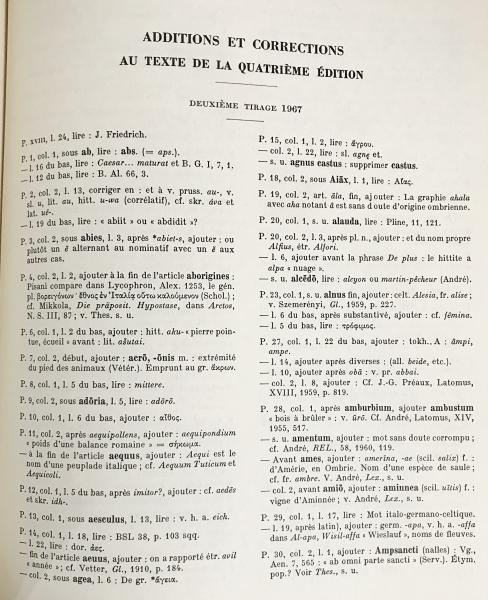 ADDITIONS ET CORRECTIONS
AU TEXTE DE LA QUATRIÈME ÉDITION
DEUXIÈME TIRAGE 1967
P. XVIII, l. 24, lire : J. Friedrich.
P. 1, col. 1, sous ab, lire : abs. (= aps.).
— l. 16 du bas, lire : Caesar... maturat et B. G. I, 7, 1.
— l. 12 du bas, lire : B. Al. 66, 3.
P. 2, col. 2, l. 13, corriger en : et à v. pruss. au-, v.
sl. u, lit. au, hitt. u-wa (corrélatif), cf. skr. áva et
lat. uē-.
— l. 19 du bas, lire : « abiit » ou « abdidit »?
P. 3, col. 2, sous abies, l. 3, après *abiet-s, ajouter : ou
plutôt un ĕ alternant au nominatif avec un ē aux
autres cas.
P. 4, col. 2, l. 2, ajouter à la fin de l'article aborigines :
Pisani compare dans Lycophron, Alex. 1253, le gén.
pl. βορειγόνων· ἔθνος ἐν Ἰταλίᾳ οὕτω καλούμενον (Schol.) ;
cf. Mikkola, Die präposit. Hypostase, dans Arctos,
N. S. III, 87 ; v. Thes. s. u.
P. 6, col. 1, l. 2 du bas, ajouter : hitt. aku- « pierre poin-
tue, écueil » avant : lit. ašutai.
P. 7, col. 2, début, ajouter : acrō, -ōnis m. : extrémité
du pied des animaux (Vétér.). Emprunt au gr. ἄκρων.
P. 8, col. 1, l. 5 du bas, lire : mittere.
P. 9, col. 2, sous adōria, l. 5, lire : adōrō.
P. 10, col. 1, l. 6 du bas, ajouter : αἶθος.
P. 11, col. 2, après aequipollens, ajouter : aequipondium
« poids d'une balance romaine » = σήκωμα.
— à la fin de l'article aequus, ajouter : Aequi est le
nom d'une peuplade italique ; cf. Aequum Tuticum et
Aequicoli.
P. 12, col. 1, l. 5 du bas, après imitor?, ajouter : cf. aedēs
et skr. idh-.
P. 13, col. 1, sous aesculus, l. 13, lire : v. h. a. eich.
P. 14, col. 1, l. 18, lire : BSL 38, p. 103 sqq.
— l. 22, lire : dor. ἀές.
— fin de l'article aeuus, ajouter : on a rapporté étr. avil
« année » ; cf. Vetter, Gl., 1910, p. 184.
— col. 2, sous agea, l. 6 : De gr. *ἄγεια.
P. 15, col. 1, l. 2, lire : ἄγρου.
— col. 2, l. 22, lire : sl. agnę et.
— s. u. agnus castus : supprimer castus.
P. 18, col. 2, sous Aiāx, l. 1, lire : Αἴας.
P. 19, col. 2, art. āla, fin, ajouter : La graphie ahala
avec aha notant ā est sans doute d'origine ombrienne.
P. 20, col. 1, s. u. alauda, lire : Pline, 11, 121.
P. 20, col. 2, l. 3, après pl. n., ajouter : et du nom propre
Alfius, étr. Alfori.
— l. 6, ajouter avant la phrase De plus : le hittite a
alpa « nuage ».
— s. u. alcēdō, lire : alcyon ou martin-pêcheur (André).
P. 23, col. 1, s. u. alnus fin, ajouter : celt. Alesia, fr. alise ;
v. Szemerényi, Gl., 1959, p. 227.
— l. 6 du bas, après substantivé, ajouter : cf. fēmina.
— l. 5 du bas, lire : τρέφιμος.
P. 27, col. 1, l. 22 du bas, ajouter : tokh. A : āmpi,
ampe.
— l. 14, ajouter après diverses : (all. beide, etc.).
— l. 10, ajouter après obā : v. pr. abbai.
— col. 2, l. 8, ajouter : Cf. J.-G. Préaux, Latomus,
XVIII, 1959, p. 819.
P. 28, col. 1, après amburbium, ajouter ambustum
« bois à brûler » : v. ūrō. Cf. André, Latomus, XIV,
1955, 517.
— s. u. amentum, ajouter : mot sans doute corrompu ;
cf. André, REL., 58, 1960, 119.
— Avant ames, ajouter : amerina, -ae (scil. salix) f. :
d'Amérie, en Ombrie. Nom d'une espèce de saule ;
cf. fr. ambre. V. André, Lex., s. u.
— col. 2, avant amiō, ajouter : aminnea (scil. uitis) f. :
vigne d'Aminnée ; v. André, Lex., s. u.
P. 29, col. 1, l. 17, lire : Mot italo-germano-celtique.
— l. 19, après latin), ajouter : germ. -apa, v. h. a. -affa
dans Al-apa, Wisil-affa « Wieslauf », noms de fleuves.
P. 30, col. 2, l. 1, ajouter : Ampsancti (nalles) : Vg.,
Aen. 7, 565 : « ab omni parte sancti » (Serv.). Étym.
pop.? Voir Thes., s. u.